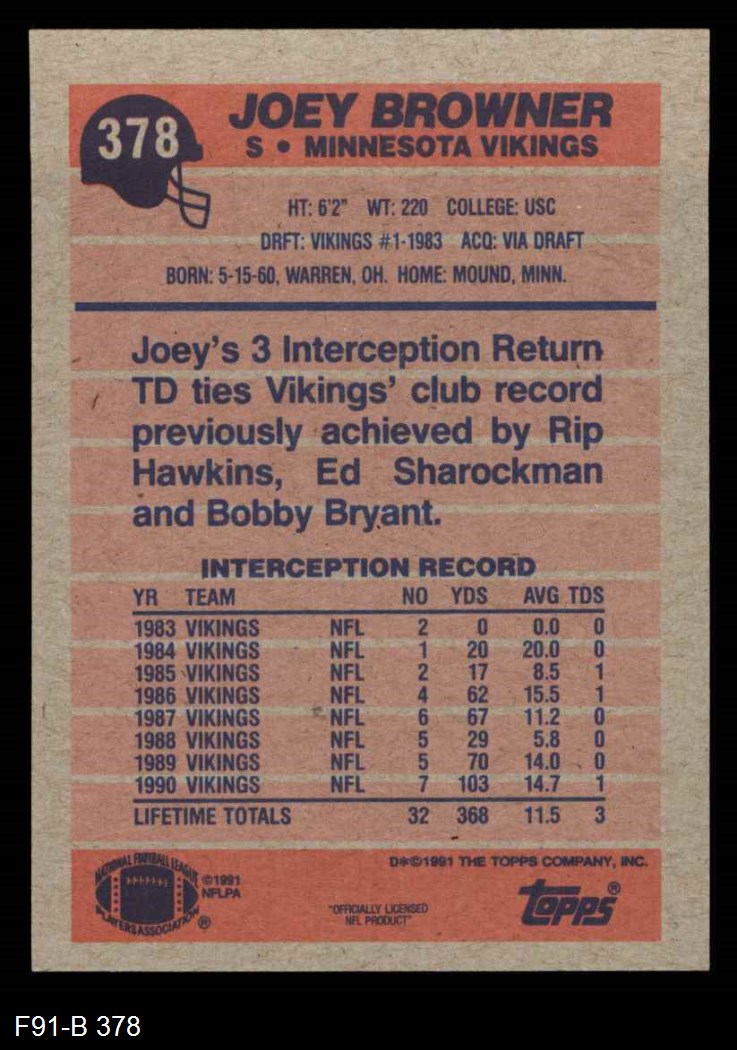 378
JOEY BROWNER
S • MINNESOTA VIKINGS
HT: 6'2" WT: 220 COLLEGE: USC
DRFT: VIKINGS #1-1983 ACQ: VIA DRAFT
BORN: 5-15-60, WARREN, OH. HOME: MOUND, MINN.
Joey's 3 Interception Return
TD ties Vikings' club record
previously achieved by Rip
Hawkins, Ed Sharockman
and Bobby Bryant.
INTERCEPTION RECORD
YR TEAM NO YDS AVG TDS
1983 VIKINGS NFL 2 0 0.0 0
1984 VIKINGS NFL 1 20 20.0 0
1985 VIKINGS NFL 2 17 8.5 1
1986 VIKINGS NFL 4 62 15.5 1
1987 VIKINGS NFL 6 67 11.2 0
1988 VIKINGS NFL 5 29 5.8 0
1989 VIKINGS NFL 5 70 14.0 0
1990 VIKINGS NFL 7 103 14.7 1
LIFETIME TOTALS 32 368 11.5 3
D*©1991 THE TOPPS COMPANY, INC.
NATIONAL FOOTBALL LEAGUE
PLAYERS ASSOCIATION ®
©1991
NFLPA
"OFFICIALLY LICENSED
NFL PRODUCT"
topps®
F91-B 378